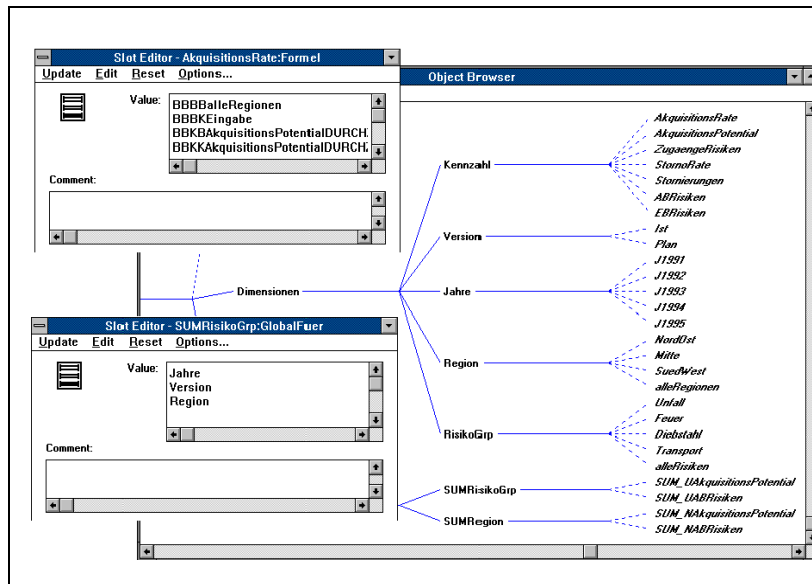 Slot Editor - AkquisitionsRate:Formel
Update Edit Reset Options...
Value:
BBBBalleRegionen
BBBKEingabe
BBKBAkquisitionsPotentialDURCH
BBKKAkquisitionsPotentialDURCH
Comment:
Object Browser
Dimensionen
Kennzahl
AkquisitionsRate
AkquisitionsPotential
ZugaengeRisiken
StornoRate
Stornierungen
ABRisiken
EBRisiken
Version
Ist
Plan
Jahre
J1991
J1992
J1993
J1994
J1995
Region
NordOst
Mitte
SuedWest
alleRegionen
RisikoGrp
Unfall
Feuer
Diebstahl
Transport
alleRisiken
SUMRisikoGrp
SUM_UAkquisitionsPotential
SUM_UABRisiken
SUMRegion
SUM_NAkquisitionsPotential
SUM_NABRisiken
Slot Editor - SUMRisikoGrp:GlobalFuer
Update Edit Reset Options...
Value:
Jahre
Version
Region
Comment: